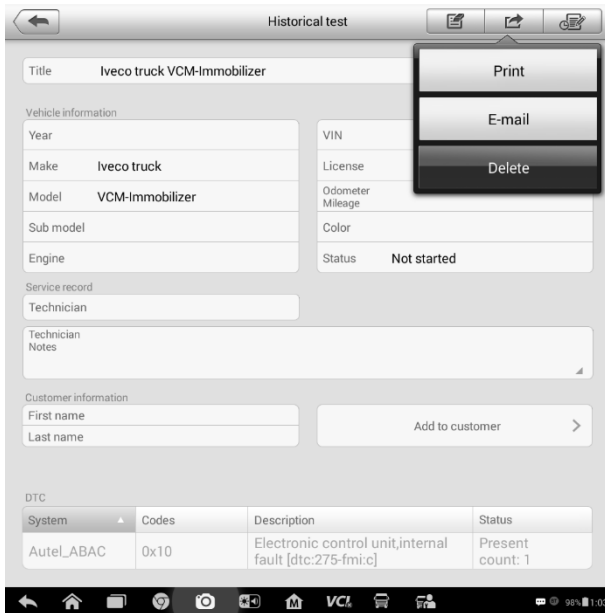 Historical test
Title Iveco truck VCM-Immobilizer
Print
E-mail
Delete
Vehicle information
Year
Make Iveco truck
Model VCM-Immobilizer
Sub model
Engine
VIN
License
Odometer
Mileage
Color
Status Not started
Service record
Technician
Technician
Notes
Customer information
First name
Last name
Add to customer
DTC
System Codes Description Status
Autel_ABAC 0x10 Electronic control unit,internal
fault [dtc:275-fmi:c] Present
count: 1
VCI
98%